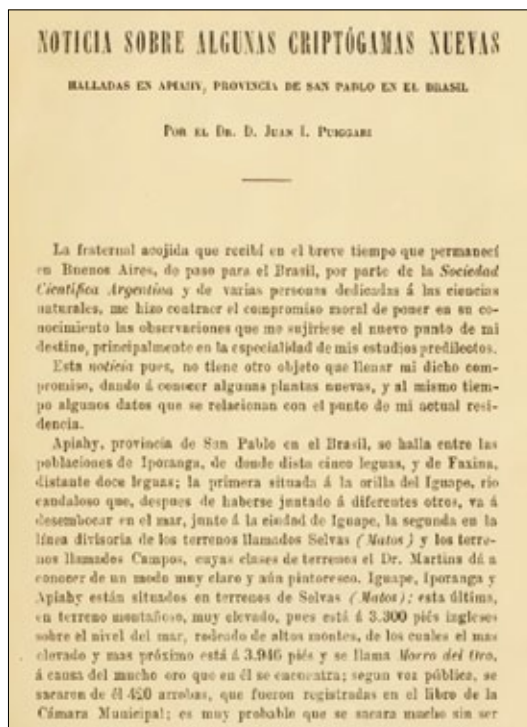 NOTICIA SOBRE ALGUNAS CRIPTÓGAMAS NUEVAS
HALLADAS EN APIAHY, PROVINCIA DE SAN PABLO EN EL BRASIL
POR EL DR. D. JUAN I. PUIGGARI
La fraternal acojida que recibí en el breve tiempo que permanecí
en Buenos Aires, de paso para el Brasil, por parte de la Sociedad
Científica Argentina y de varias personas dedicadas á las ciencias
naturales, me hizo contraer el compromiso moral de poner en su co-
nocimiento las observaciones que me sujiriese el nuevo punto de mi
destino, principalmente en la especialidad de mis estudios predilectos.
Esta noticia pues, no tiene otro objeto que llenar mi dicho com-
promiso, dando á conocer algunas plantas nuevas, y al mismo tiem-
po algunos datos que se relacionan con el punto de mi actual resi-
dencia.
Apiahy, provincia de San Pablo en el Brasil, se halla entre las
poblaciones de Iporanga, de donde dista cinco leguas, y de Faxina,
distante doce leguas; la primera situada á la orilla del Iguape, rio
caudaloso que, despues de haberse juntado á diferentes otros, va á
desembocar en el mar, junto á la ciudad de Iguape, la segunda en la
línea divisoria de los terrenos llamados Selvas (Matos) y los terre-
nos llamados Campos, cuyas clases de terrenos el Dr. Martius dá a
conocer de un modo muy claro y aún pintoresco. Iguape, Iporanga y
Apiahy están situados en terrenos de Selvas (Matos); esta última,
en terreno montañoso, muy elevado, pues está á 3.300 piés ingleses
sobre el nivel del mar, rodeado de altos montes, de los cuales el mas
elevado y mas próximo está á 3.946 piés y se llama Morro del Oro,
á causa del mucho oro que en él se encuentra; segun voz pública, se
sacaron de él 420 arrobas, que fueron registradas en el libro de la
Cámara Municipal; es muy probable que se sacara mucho sin ser